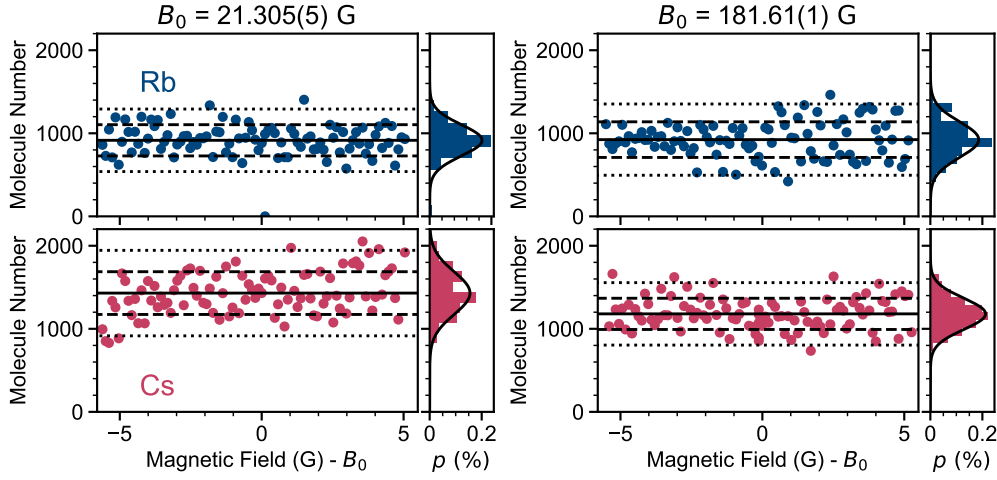 B₀ = 21.305(5) G
B₀ = 181.61(1) G
Molecule Number
2000
1000
0
Rb
Molecule Number
2000
1000
0
Molecule Number
2000
1000
0
Cs
Molecule Number
2000
1000
0
−5
0
5
0
0.2
−5
0
5
0
0.2
Magnetic Field (G) - B₀
p (%)
Magnetic Field (G) - B₀
p (%)